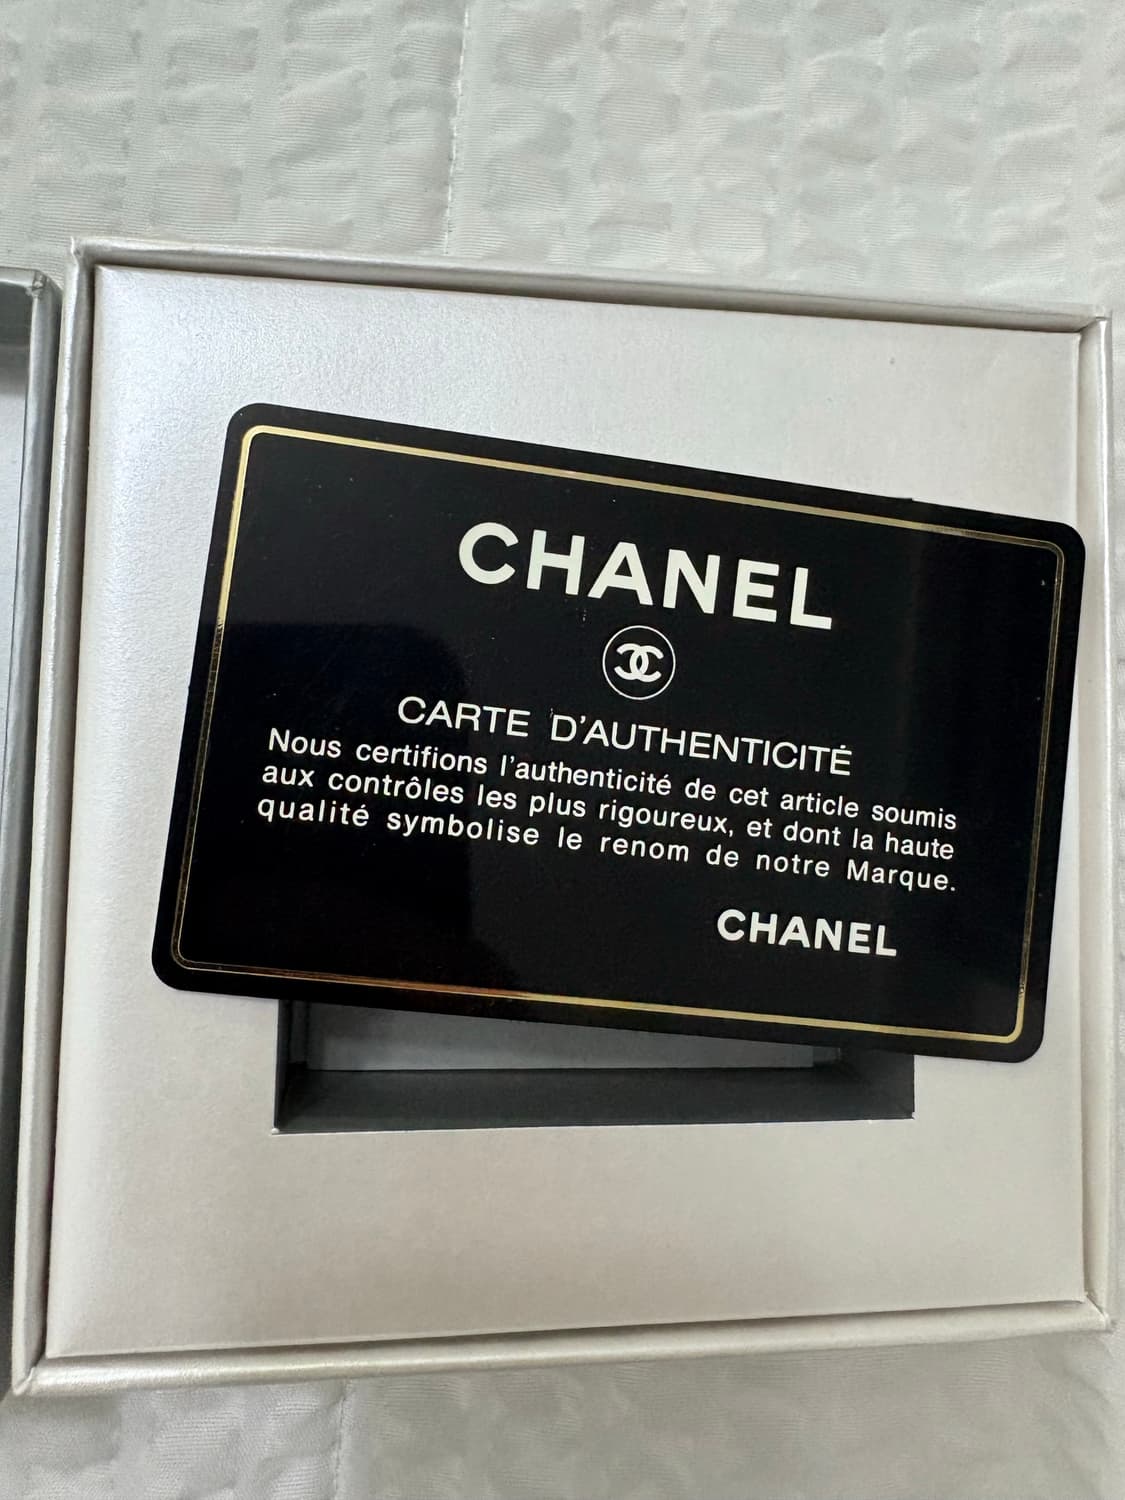 CHANEL
CARTE D'AUTHENTICITÉ
Nous certifions l'authenticité de cet article soumis
aux contrôles les plus rigoureux, et dont la haute
qualité symbolise le renom de notre Marque.
CHANEL